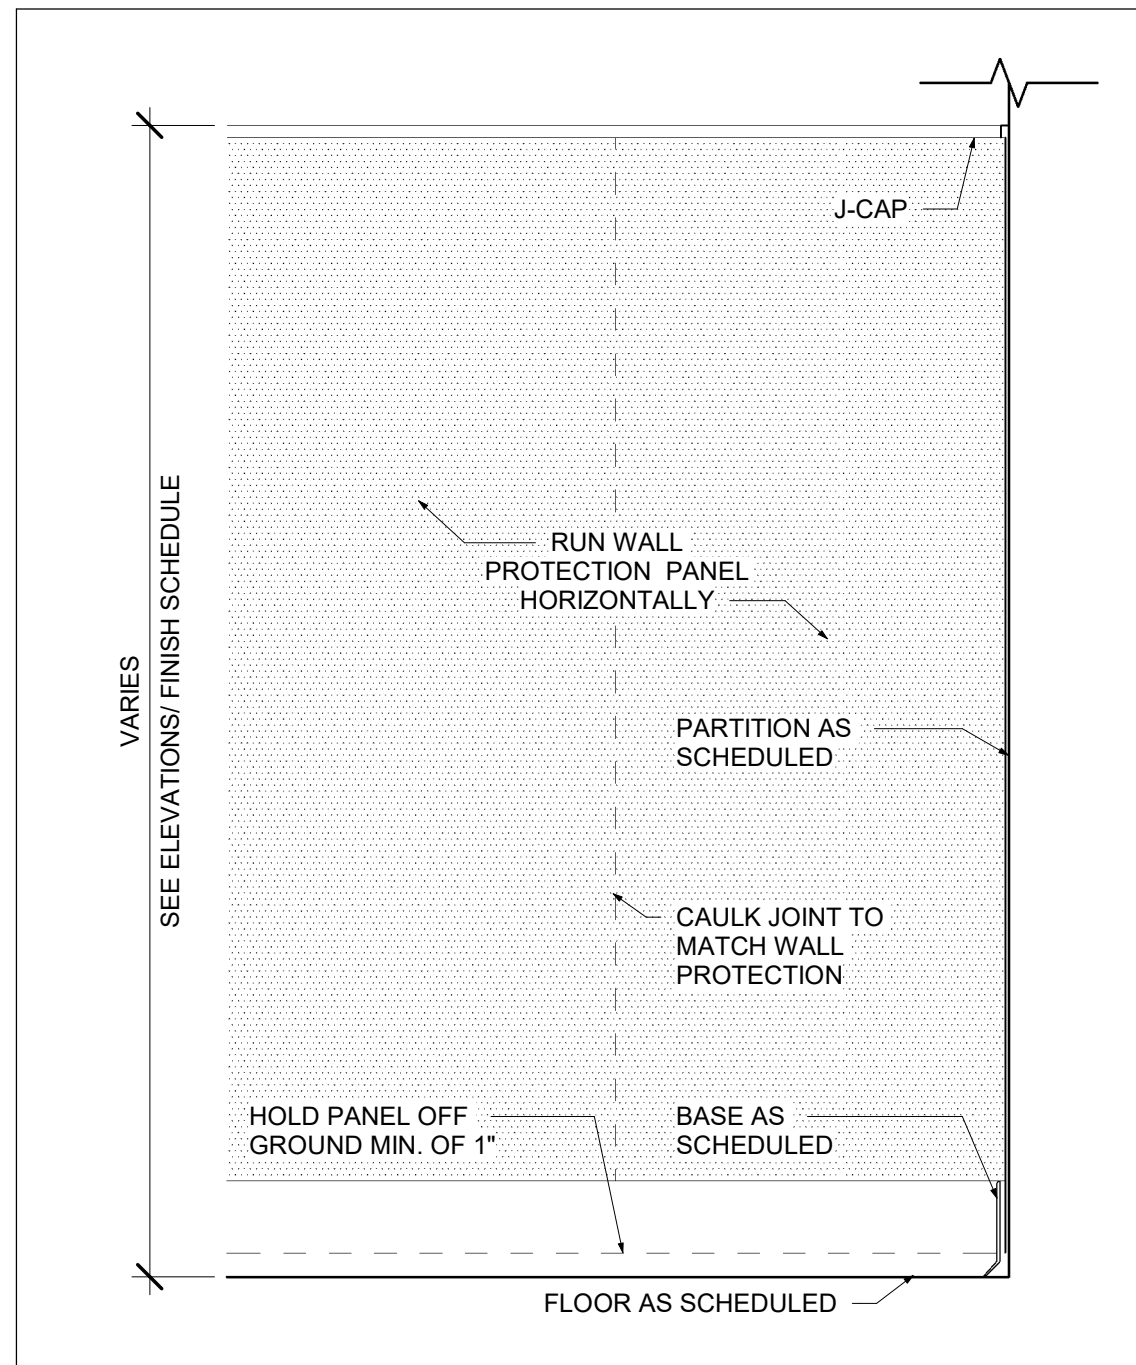 J-CAP
VARIES
SEE ELEVATIONS/ FINISH SCHEDULE
RUN WALL
PROTECTION  PANEL
HORIZONTALLY
PARTITION AS
SCHEDULED
CAULK JOINT TO
MATCH WALL
PROTECTION
HOLD PANEL OFF
GROUND MIN. OF 1"
BASE AS
SCHEDULED
FLOOR AS SCHEDULED